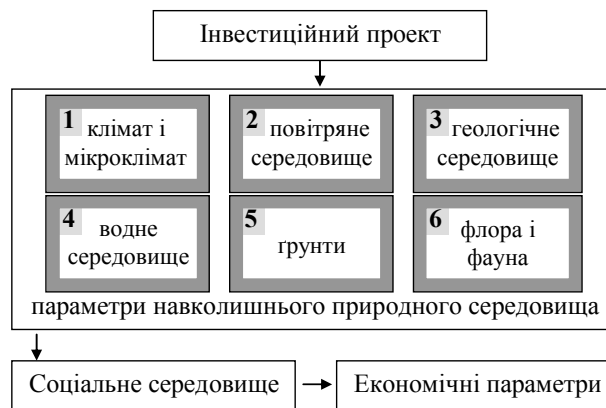 Інвестиційний проект
1 клімат і
мікроклімат
2 повітряне
середовище
3 геологічне
середовище
4 водне
середовище
5 ґрунти
6 флора і
фауна
параметри навколишнього природного середовища
Соціальне середовище
Економічні параметри